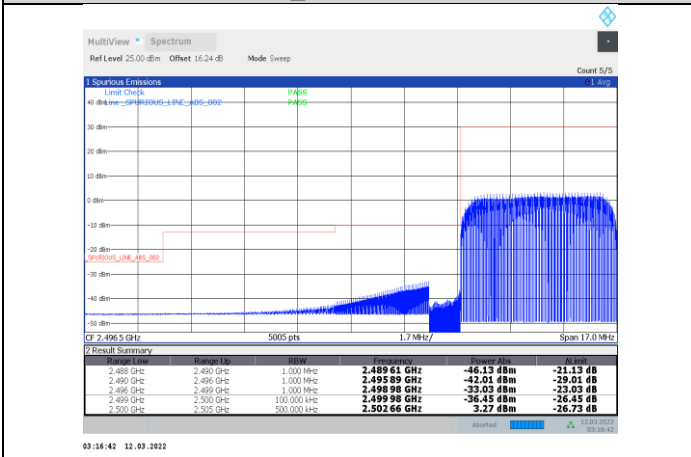 MultiView Spectrum
Ref Level 25.00 dBm Offset 16.24 dB Mode Sweep
Count 5/5
1 Spurious Emissions 1 Avg
Limit Check PASS
40 dBm Line _SPURIOUS_LINE_ABS_002 PASS
30 dBm
20 dBm
10 dBm
0 dBm
-10 dBm
-20 dBm
_SPURIOUS_LINE_ABS_002
-30 dBm
-40 dBm
-50 dBm
CF 2.4965 GHz 5005 pts 1.7 MHz/ Span 17.0 MHz
2 Result Summary
Range Low Range Up RBW Frequency Power Abs ΔLimit
2.488 GHz 2.490 GHz 1.000 MHz 2.489 61 GHz -46.13 dBm -21.13 dB
2.490 GHz 2.496 GHz 1.000 MHz 2.495 89 GHz -42.01 dBm -29.01 dB
2.496 GHz 2.499 GHz 1.000 MHz 2.498 98 GHz -33.03 dBm -23.03 dB
2.499 GHz 2.500 GHz 100.000 kHz 2.499 98 GHz -36.45 dBm -26.45 dB
2.500 GHz 2.505 GHz 500.000 kHz 2.502 66 GHz 3.27 dBm -26.73 dB
Aborted 12.03.2022
03:16:42
03:16:42 12.03.2022